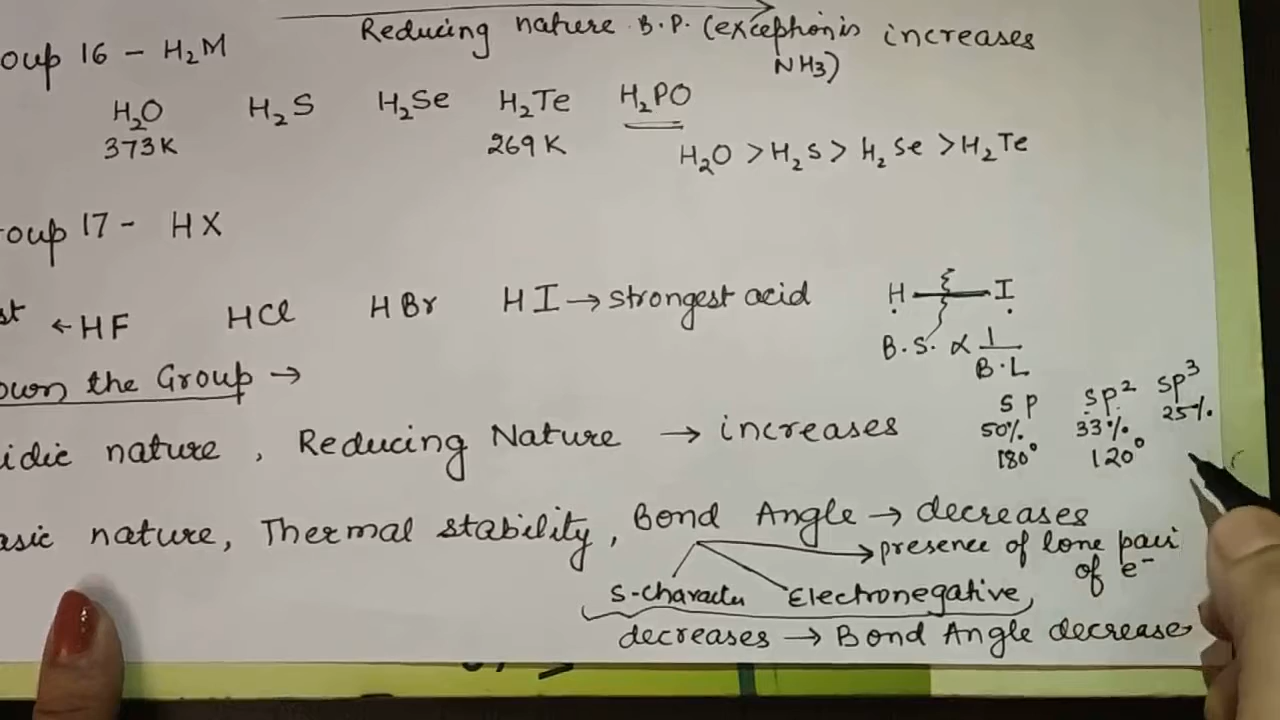 Reducing nature B.P. (exception is increases
NH3)
oup 16 - H₂M
H₂O H₂S H₂Se H₂Te H₂PO
373K 269K
H₂O > H₂S > H₂Se > H₂Te
oup 17 - HX
st ← HF HCl HBr HI → strongest acid
H — I
B.S. ∝ 1/B.L
own the Group →
SP SP² SP³
50% 33% 25%
180° 120°
idic nature, Reducing Nature → increases
asic nature, Thermal stability, Bond Angle → decreases
presence of lone pair
of e⁻
S-character Electronegative,
decreases → Bond Angle decreases